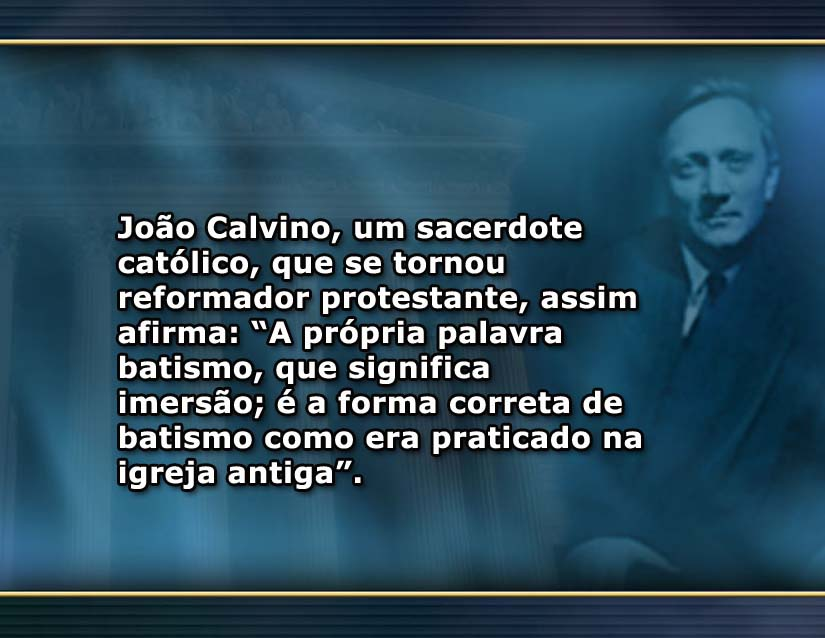 João Calvino, um sacerdote
católico, que se tornou
reformador protestante, assim
afirma: “A própria palavra
batismo, que significa
imersão; é a forma correta de
batismo como era praticado na
igreja antiga”.